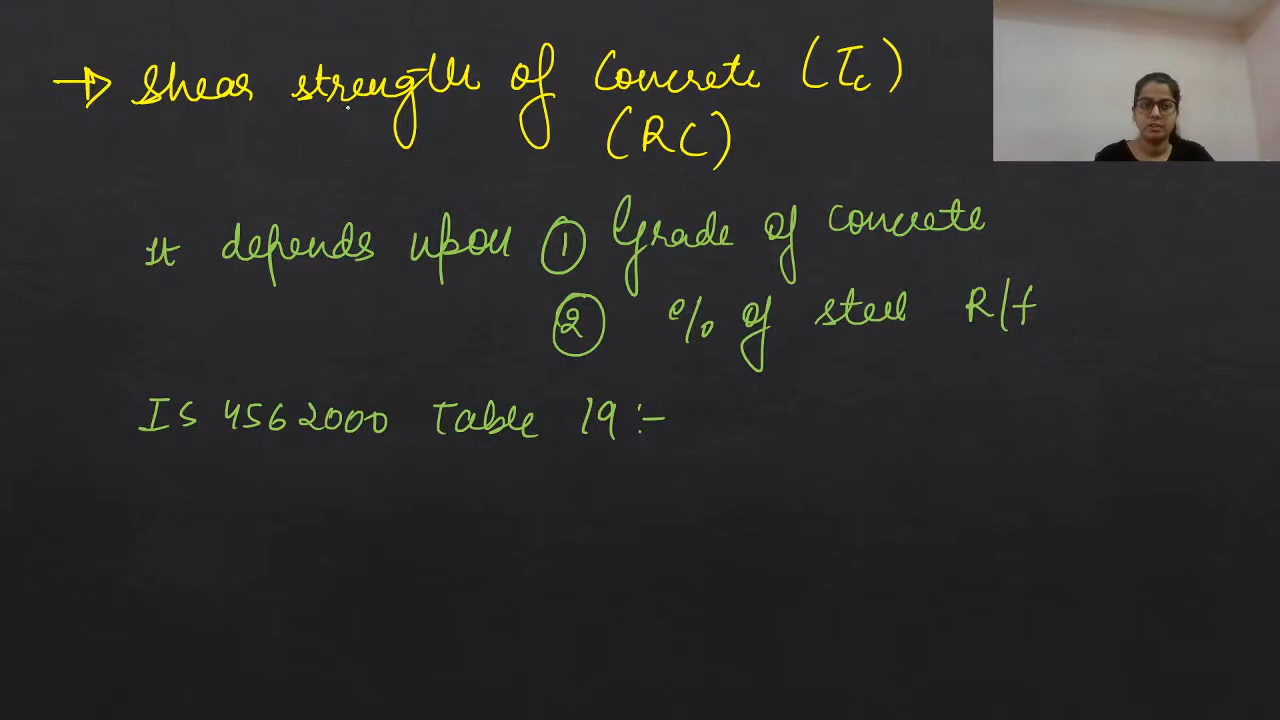 → Shear strength of Concrete (τc)
(RC)
It depends upon ① Grade of concrete
② % of steel R/f
IS 456 2000 Table 19 :-